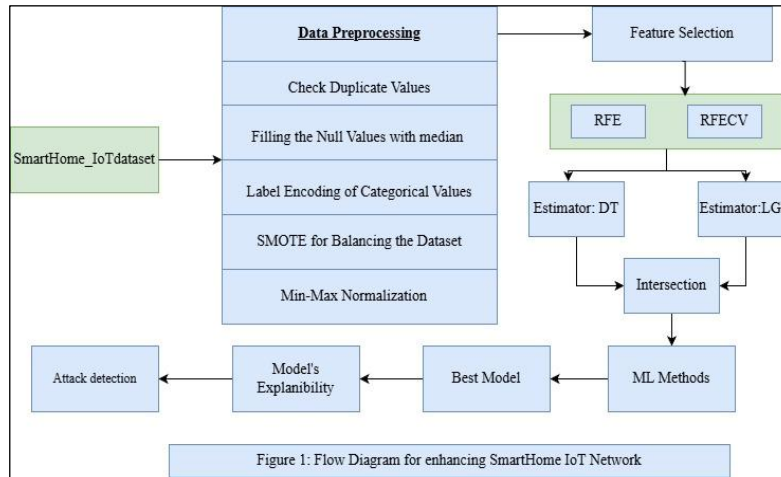 Data Preprocessing
Check Duplicate Values
Filling the Null Values with median
Label Encoding of Categorical Values
SMOTE for Balancing the Dataset
Min-Max Normalization
SmartHome_IoTdataset
Feature Selection
RFE
RFECV
Estimator: DT
Estimator:LG
Intersection
ML Methods
Best Model
Model's
Explanibility
Attack detection
Figure 1: Flow Diagram for enhancing SmartHome IoT Network